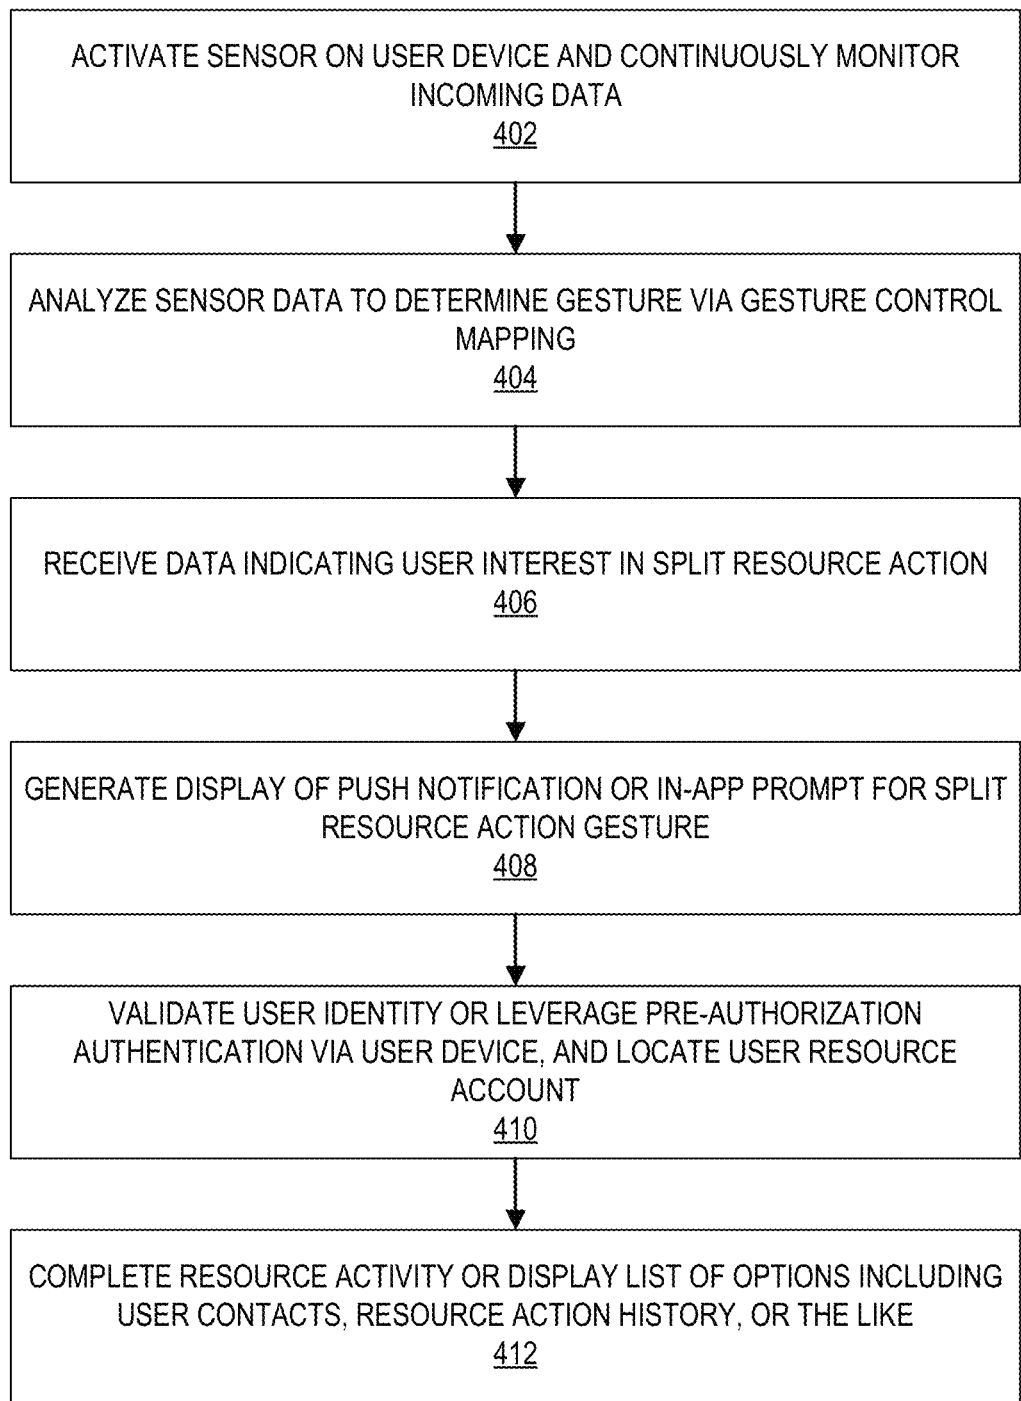 ACTIVATE SENSOR ON USER DEVICE AND CONTINUOUSLY MONITOR
INCOMING DATA
402
ANALYZE SENSOR DATA TO DETERMINE GESTURE VIA GESTURE CONTROL
MAPPING
404
RECEIVE DATA INDICATING USER INTEREST IN SPLIT RESOURCE ACTION
406
GENERATE DISPLAY OF PUSH NOTIFICATION OR IN-APP PROMPT FOR SPLIT
RESOURCE ACTION GESTURE
408
VALIDATE USER IDENTITY OR LEVERAGE PRE-AUTHORIZATION
AUTHENTICATION VIA USER DEVICE, AND LOCATE USER RESOURCE
ACCOUNT
410
COMPLETE RESOURCE ACTIVITY OR DISPLAY LIST OF OPTIONS INCLUDING
USER CONTACTS, RESOURCE ACTION HISTORY, OR THE LIKE
412